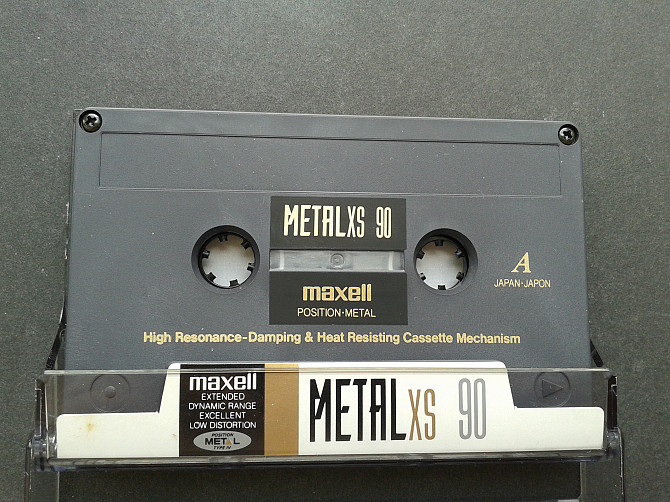 METALXS 90
maxell
POSITION·METAL
A
JAPAN·JAPON
High Resonance-Damping & Heat Resisting Cassette Mechanism
maxell
EXTENDED
DYNAMIC RANGE
EXCELLENT
LOW DISTORTION
POSITION
METAL
TYPE IV
METALXS 90